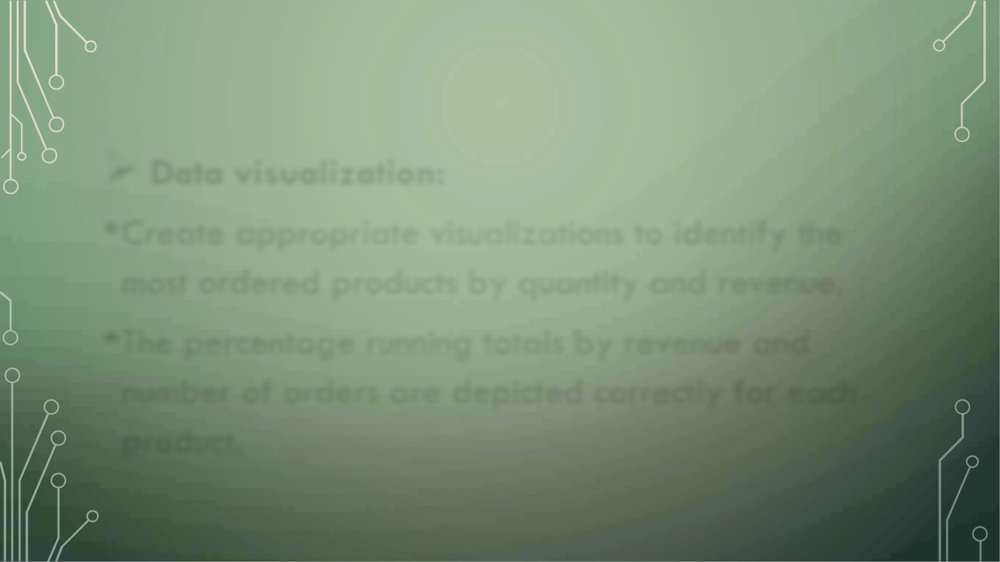 ➤ Data visualization:
*Create appropriate visualizations to identify the
most ordered products by quantity and revenue.
*The percentage running totals by revenue and
number of orders are depicted correctly for each
product.